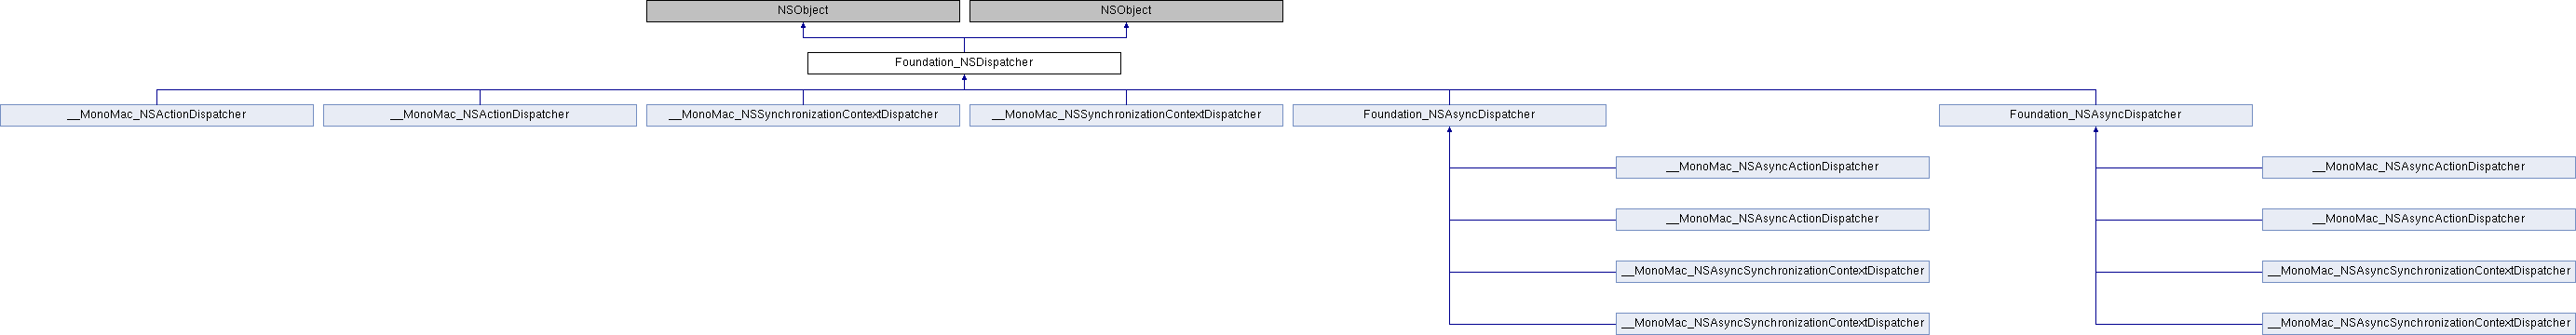 NSObject NSObject
Foundation_NSDispatcher
__MonoMac_NSActionDispatcher __MonoMac_NSActionDispatcher __MonoMac_NSSynchronizationContextDispatcher __MonoMac_NSSynchronizationContextDispatcher Foundation_NSAsyncDispatcher Foundation_NSAsyncDispatcher
__MonoMac_NSAsyncActionDispatcher __MonoMac_NSAsyncActionDispatcher
__MonoMac_NSAsyncActionDispatcher __MonoMac_NSAsyncActionDispatcher
__MonoMac_NSAsyncSynchronizationContextDispatcher __MonoMac_NSAsyncSynchronizationContextDispatcher
__MonoMac_NSAsyncSynchronizationContextDispatcher __MonoMac_NSAsyncSynchronizationContextDispatcher